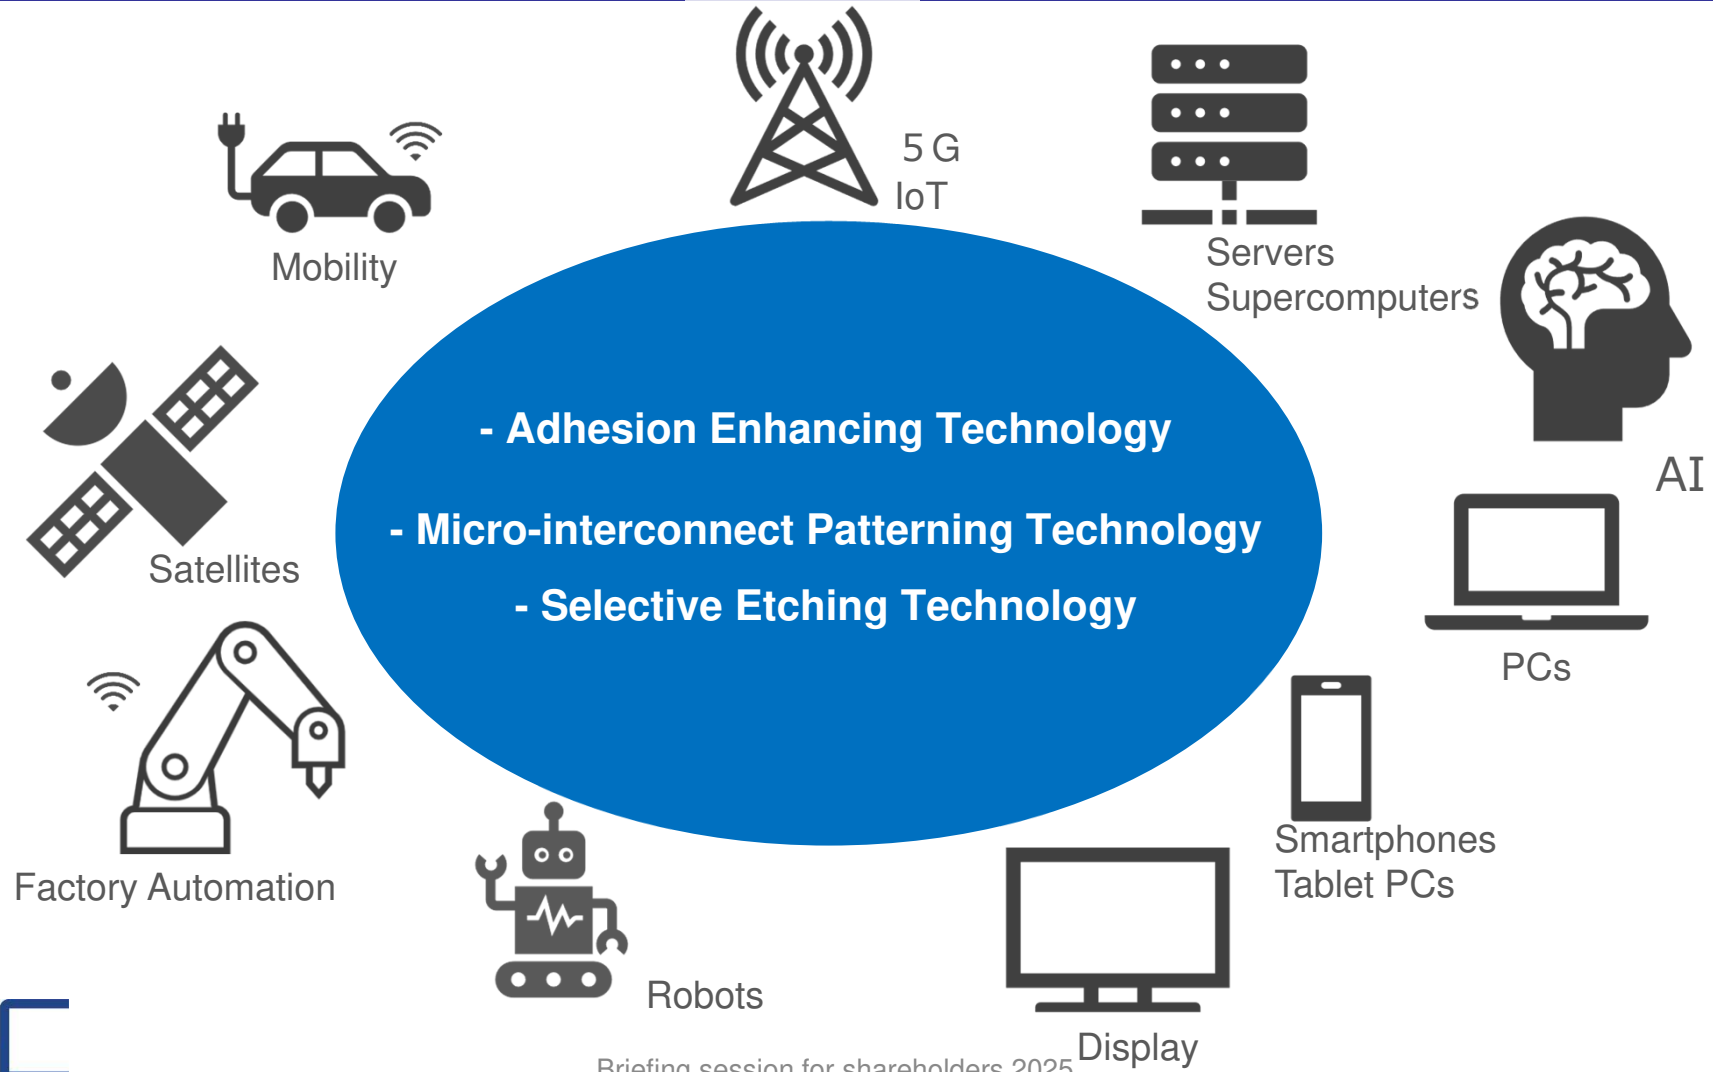 5 G
IoT
Mobility
Servers
Supercomputers
AI
- Adhesion Enhancing Technology
- Micro-interconnect Patterning Technology
- Selective Etching Technology
Satellites
PCs
Smartphones
Tablet PCs
Factory Automation
Robots
Display
Briefing session for shareholders 2025